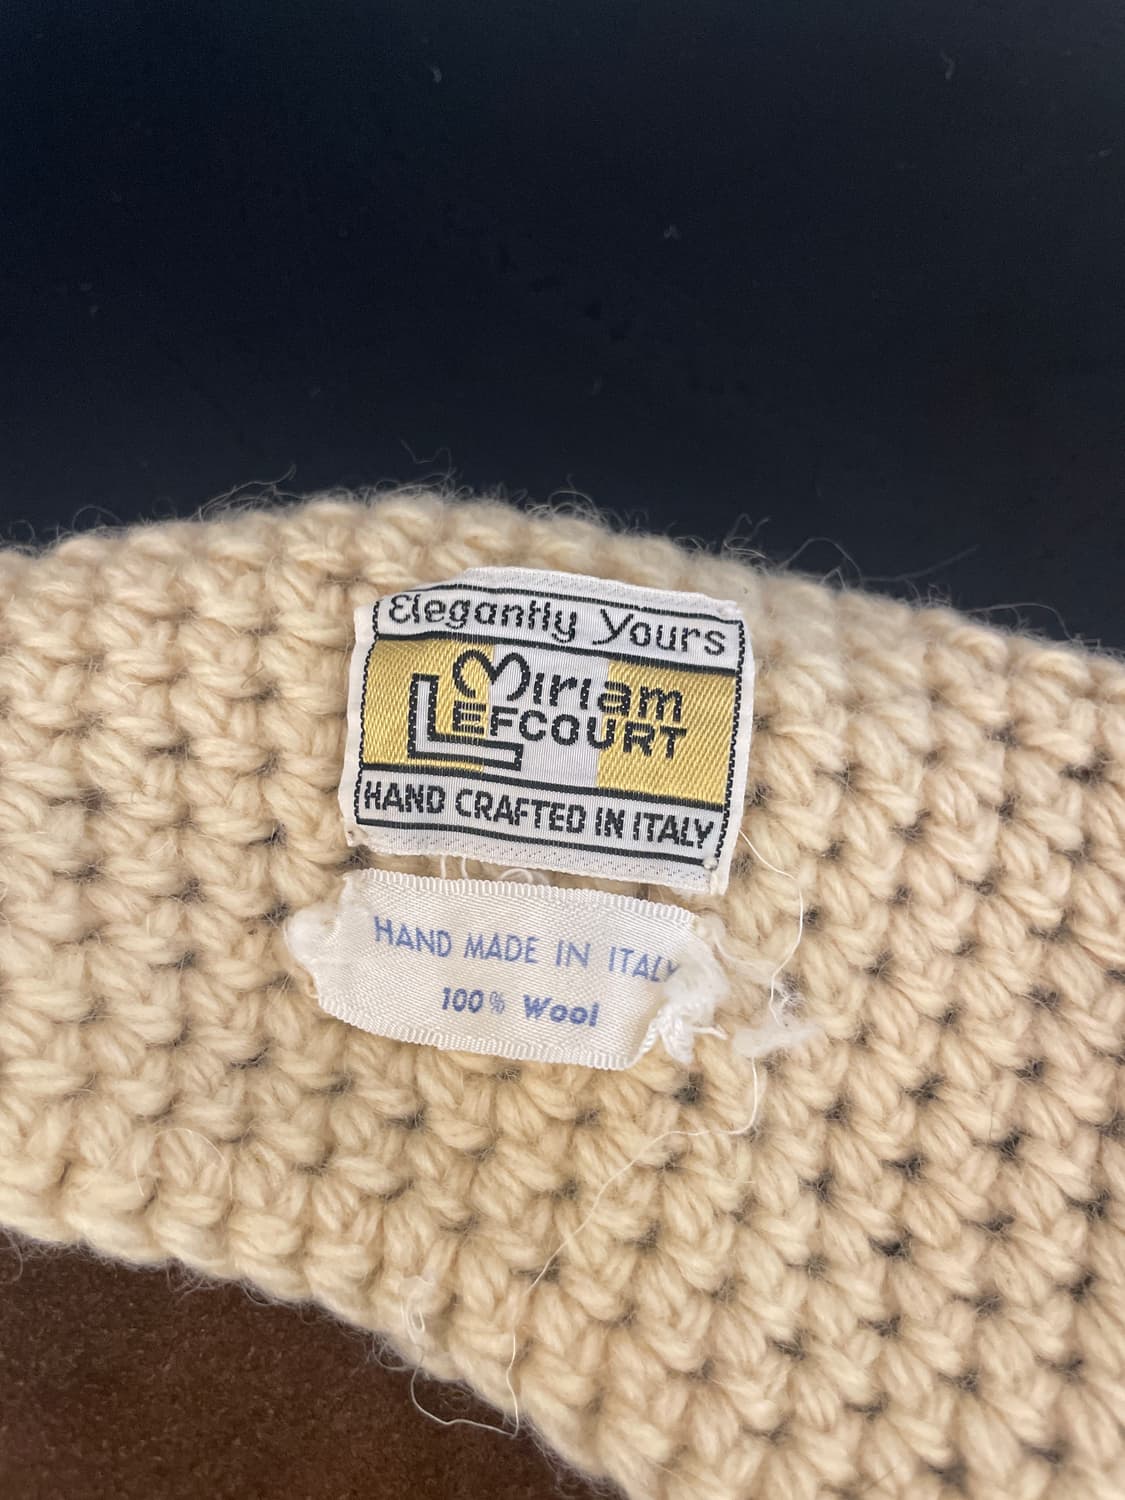 Elegantly Yours
Miriam
LEFCOURT
HAND CRAFTED IN ITALY
HAND MADE IN ITALY
100% Wool